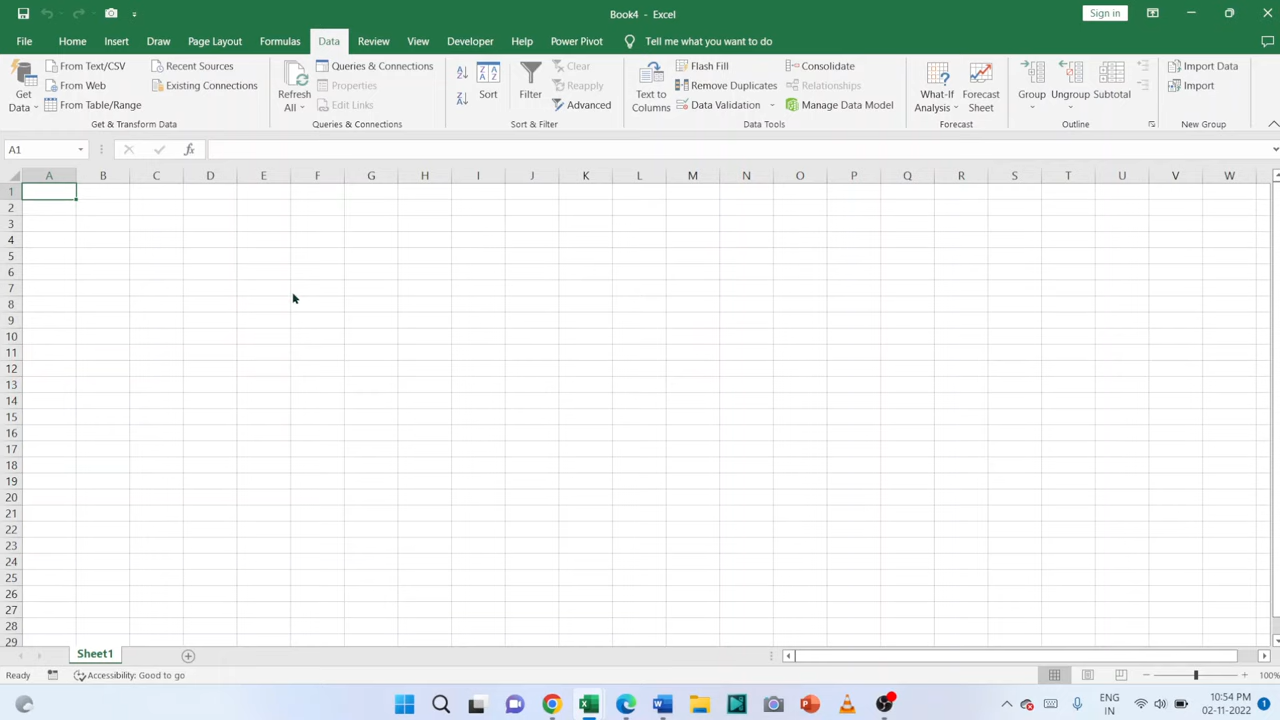 Book4 - Excel
Sign in
File Home Insert Draw Page Layout Formulas Data Review View Developer Help Power Pivot Tell me what you want to do
Get Data
From Text/CSV
From Web
From Table/Range
Recent Sources
Existing Connections
Get & Transform Data
Refresh All
Queries & Connections
Properties
Edit Links
Queries & Connections
Sort
Filter
Clear
Reapply
Advanced
Sort & Filter
Text to Columns
Flash Fill
Remove Duplicates
Data Validation
Consolidate
Relationships
Manage Data Model
Data Tools
What-If Analysis
Forecast Sheet
Forecast
Group
Ungroup
Subtotal
Outline
Import Data
Import
New Group
A1
fx
A B C D E F G H I J K L M N O P Q R S T U V W
1
2
3
4
5
6
7
8
9
10
11
12
13
14
15
16
17
18
19
20
21
22
23
24
25
26
27
28
29
Sheet1
Ready Accessibility: Good to go 100%
ENG
IN
10:54 PM
02-11-2022
1